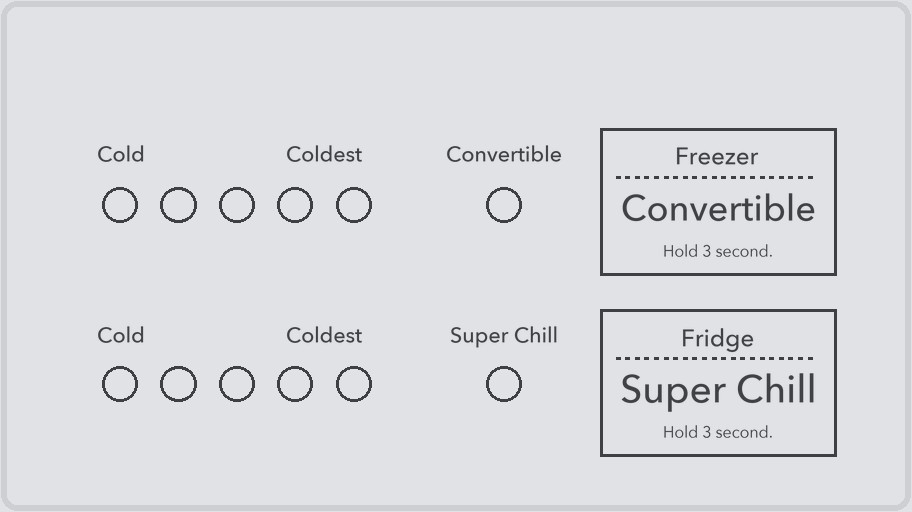 Cold Coldest Convertible
Freezer
Convertible
Hold 3 second.
Cold Coldest Super Chill
Fridge
Super Chill
Hold 3 second.